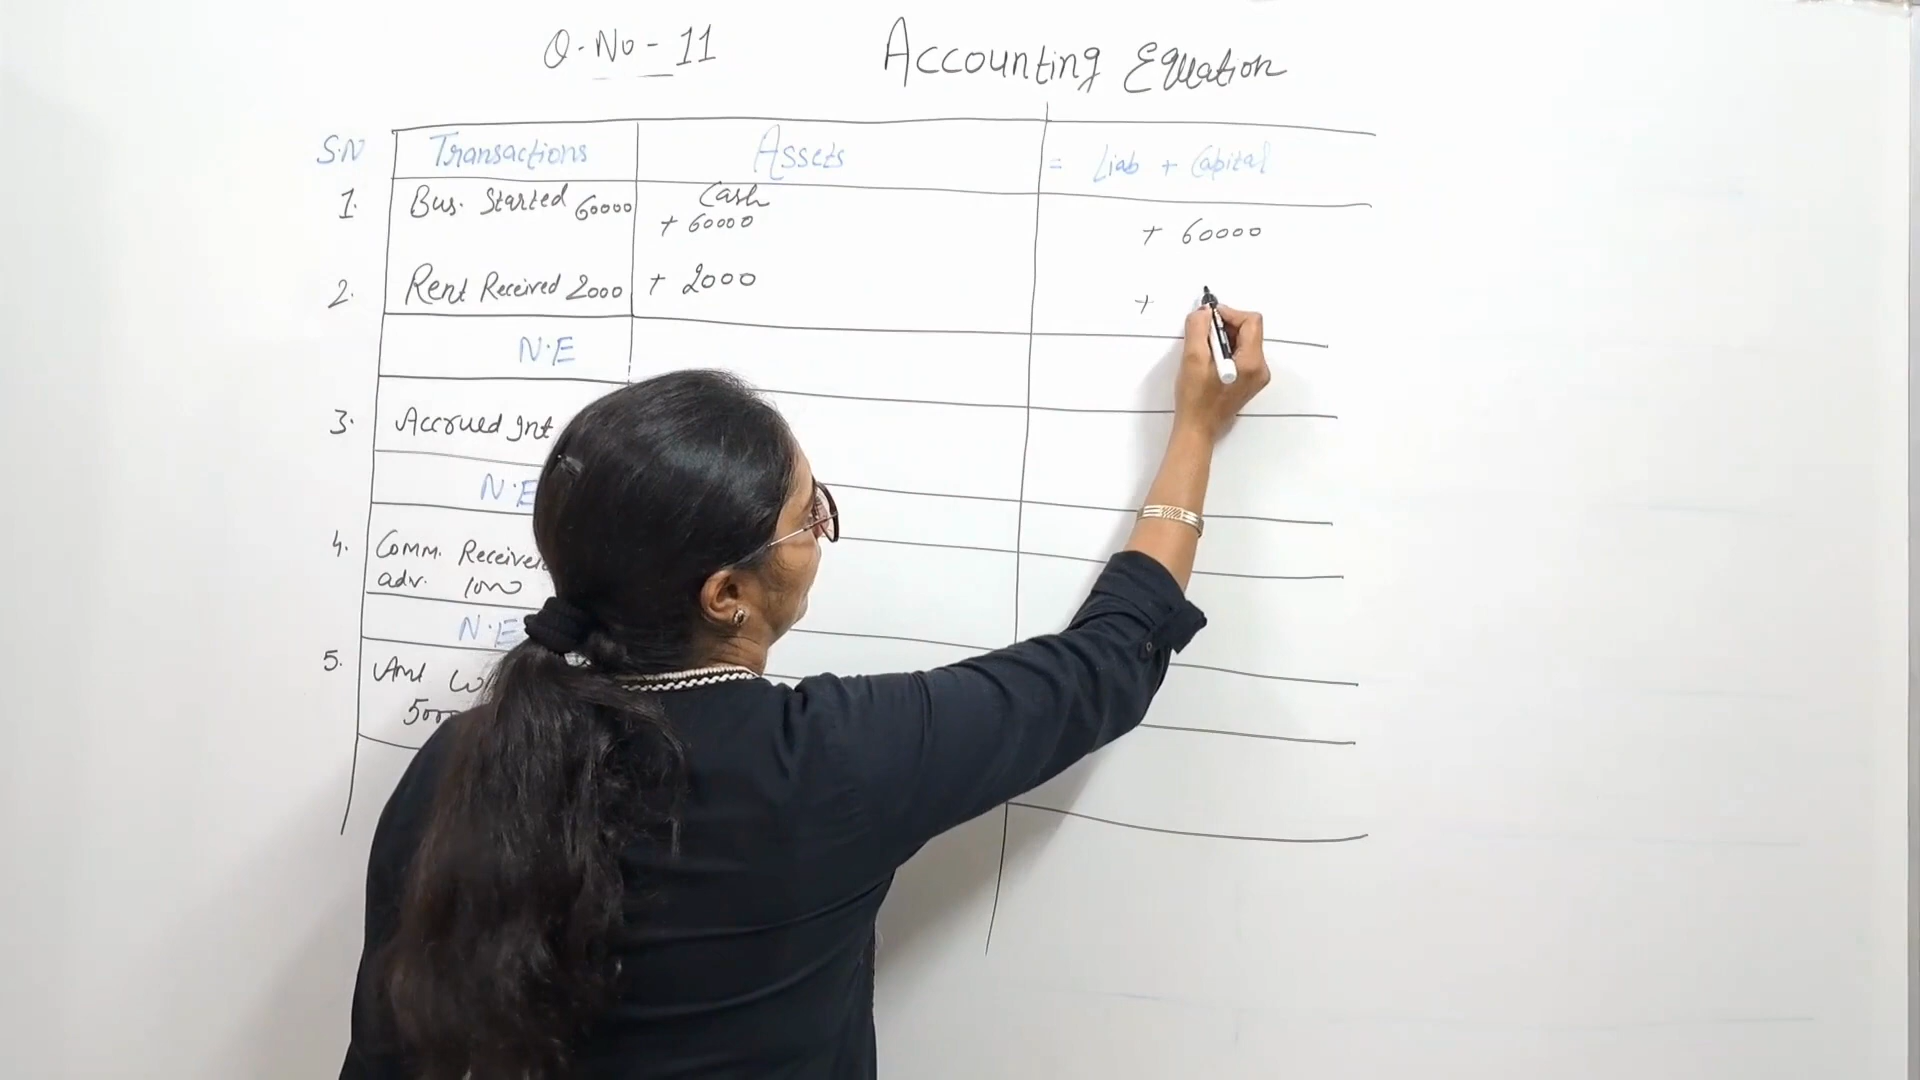 Q. No - 11
Accounting Equation
S.N Transactions Assets = Liab + Capital
1. Bus. Started 60000 Cash
+ 60000 + 60000
2. Rent Received 2000 + 2000 +
N.E
3. Accrued Int
N.E
4. Comm. Received
adv. 1000
N.E
5. Amt